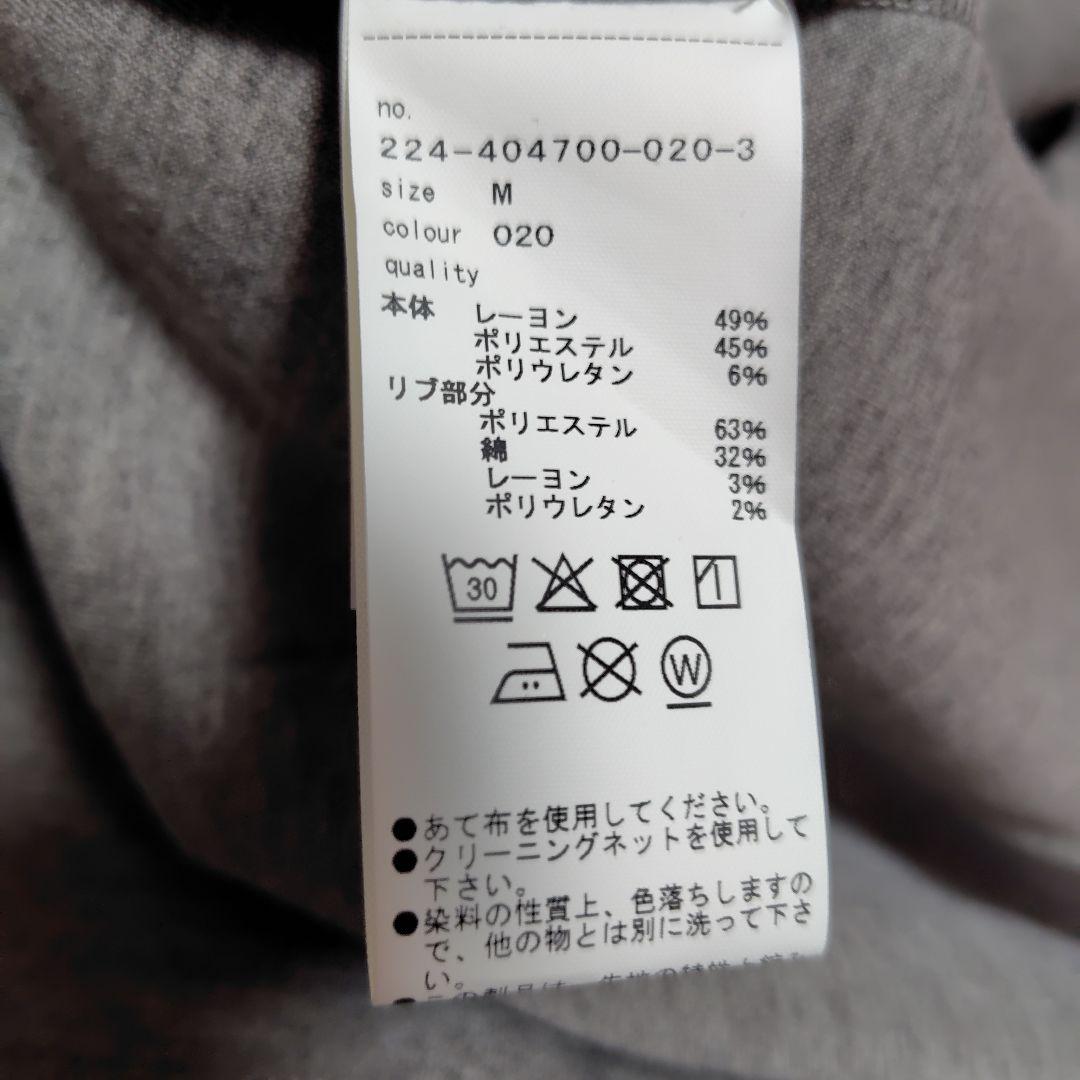 no.
224-404700-020-3
size M
colour 020
quality
本体 レーヨン 49%
ポリエステル 45%
ポリウレタン 6%
リブ部分
ポリエステル 63%
綿 32%
レーヨン 3%
ポリウレタン 2%
30
W
●あて布を使用してください。
●クリーニングネットを使用して
下さい。
●染料の性質上、色落ちしますの
で、他の物とは別に洗って下さ
い。